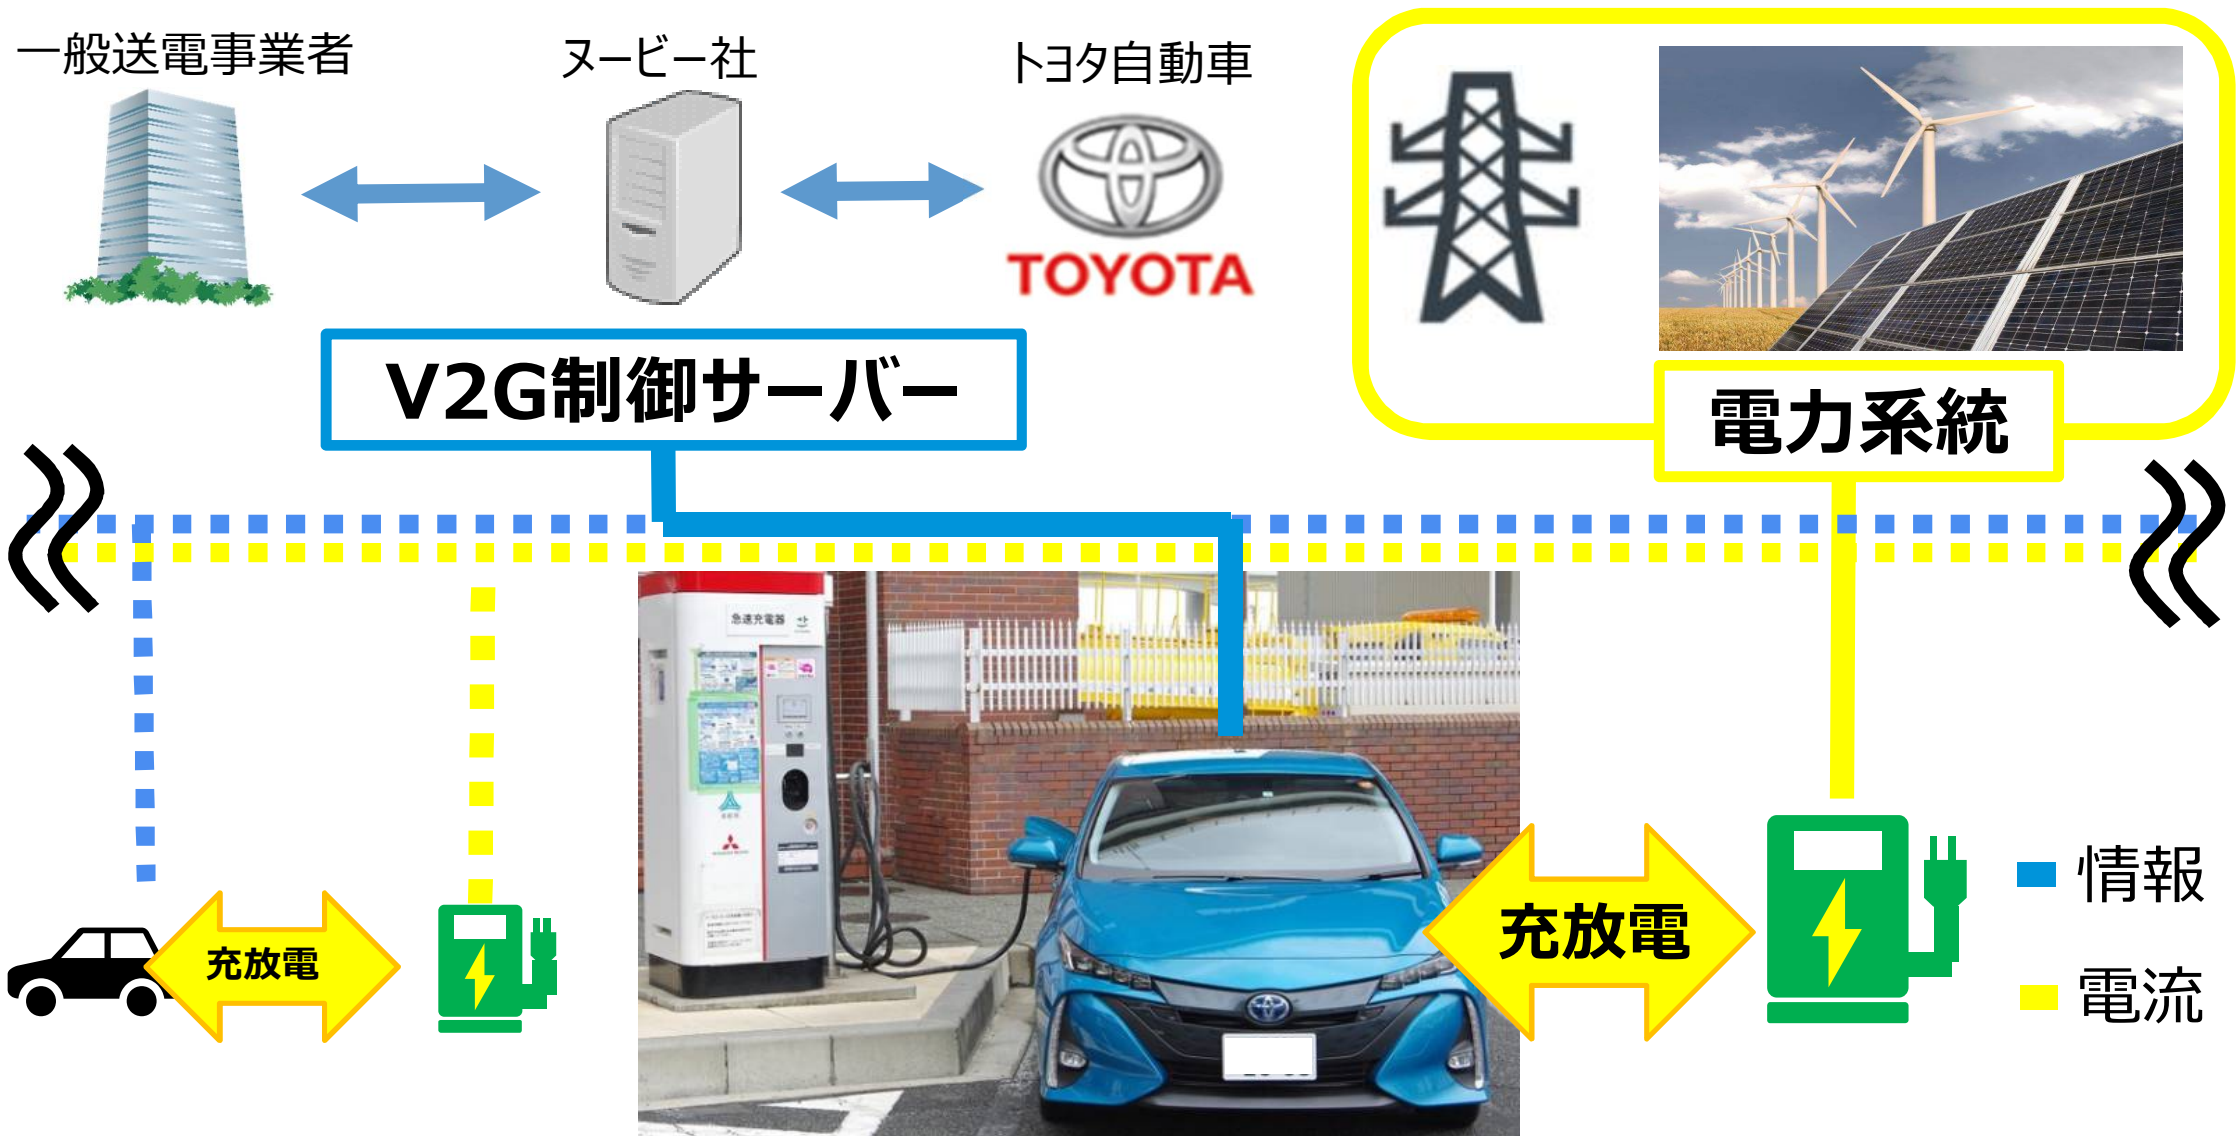 一般送電事業者
ヌービー社
トヨタ自動車
TOYOTA
V2G制御サーバー
電力系統
急速充電器
充放電
充放電
情報
電流